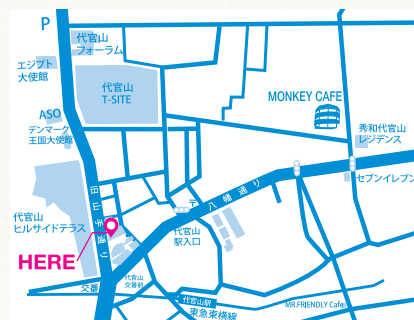 P
代官山
フォーラム
エジプト
大使館
代官山
T-SITE
MONKEY CAFE
ASO
デンマーク
王国大使館
秀和代官山
レジデンス
セブンイレブン
旧山手通り
八幡通り
代官山
ヒルサイドテラス
代官山
駅入口
HERE
代官山
交番前
交番
代官山駅
東急東横線
MR.FRIENDLY Cafe